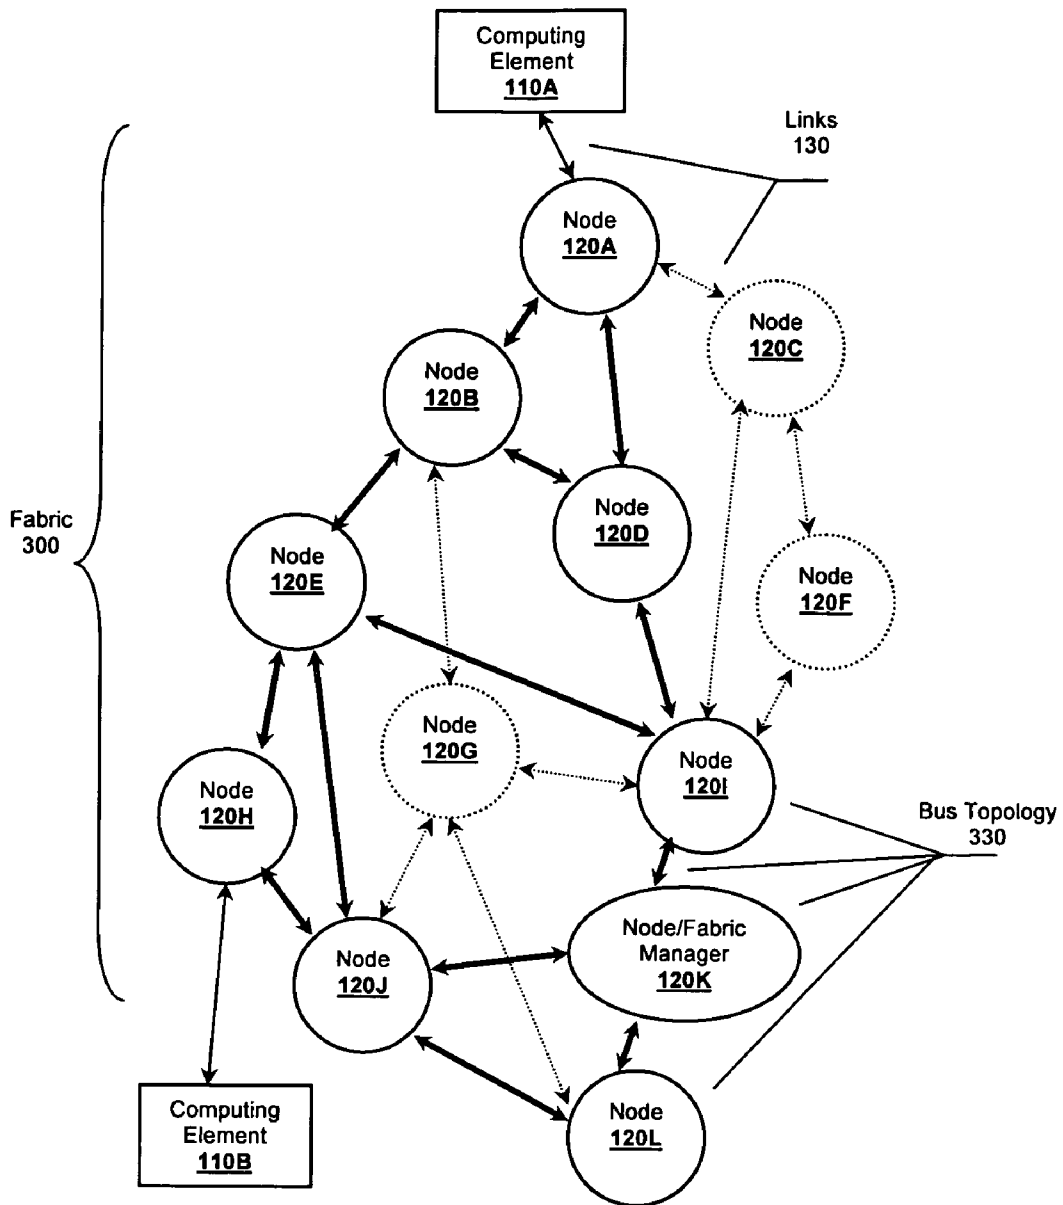 Computing
Element
110A
Links
130
Node
120A
Node
120C
Node
120B
Node
120D
Fabric
300
Node
120E
Node
120F
Node
120G
Node
120I
Node
120H
Bus Topology
330
Node/Fabric
Manager
120K
Node
120J
Computing
Element
110B
Node
120L